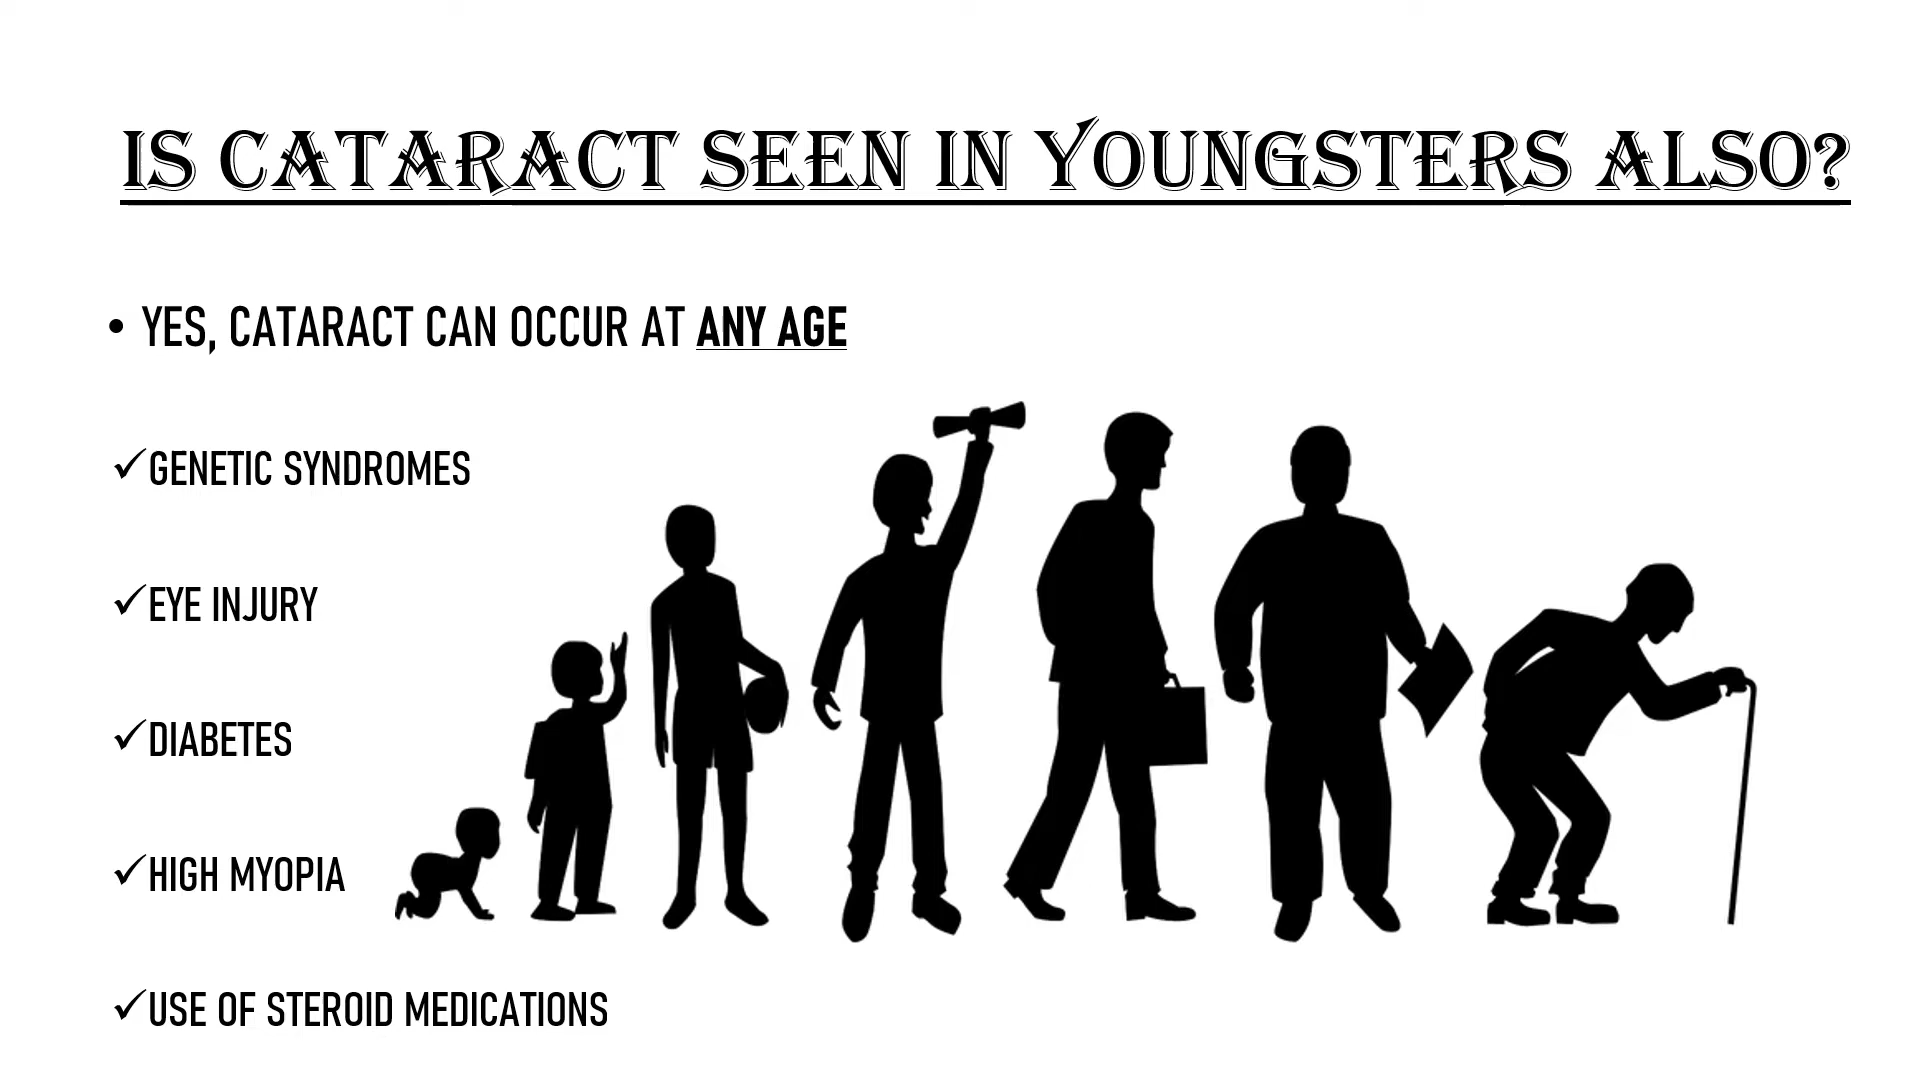 IS CATARACT SEEN IN YOUNGSTERS ALSO?
• YES, CATARACT CAN OCCUR AT ANY AGE
✓GENETIC SYNDROMES
✓EYE INJURY
✓DIABETES
✓HIGH MYOPIA
✓USE OF STEROID MEDICATIONS